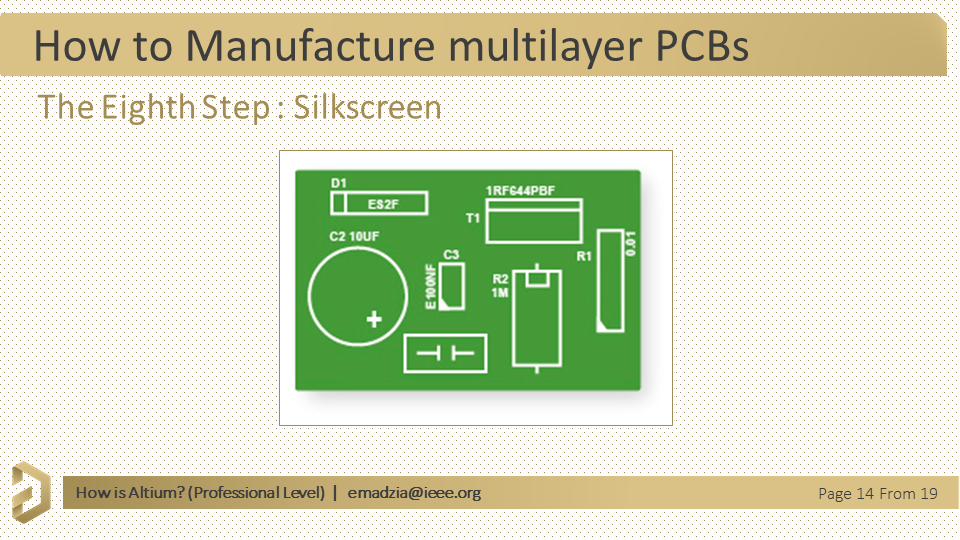 How to Manufacture multilayer PCBs
The Eighth Step : Silkscreen
D1
ES2F
1RF644PBF
T1
C2 10UF
C3
E100NF
R2
1M
R1
0.01
How is Altium? (Professional Level) | emadzia@ieee.org
Page 14 From 19